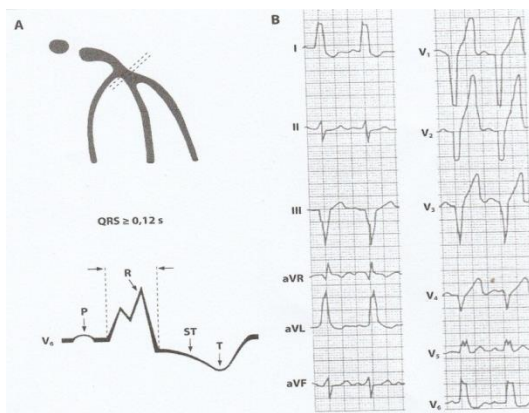 A
QRS ≥ 0,12 s
R
P
ST
T
V₆
B
I
II
III
aVR
aVL
aVF
V₁
V₂
V₃
V₄
V₅
V₆